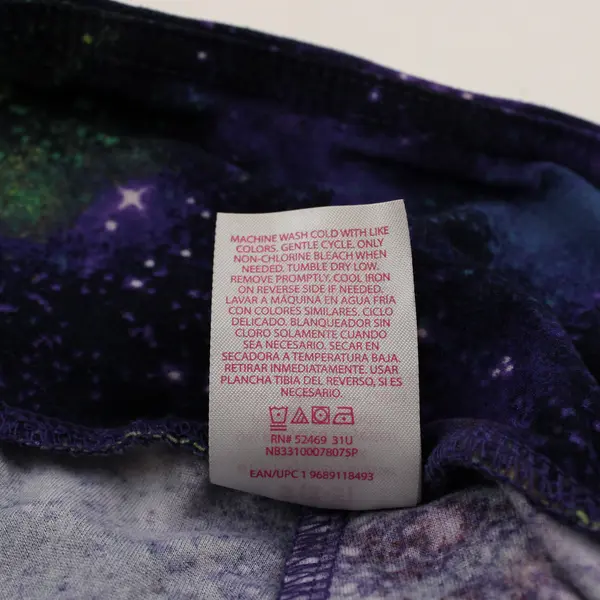 MACHINE WASH COLD WITH LIKE
COLORS. GENTLE CYCLE. ONLY
NON-CHLORINE BLEACH WHEN
NEEDED. TUMBLE DRY LOW.
REMOVE PROMPTLY. COOL IRON
ON REVERSE SIDE IF NEEDED.
LAVAR A MÁQUINA EN AGUA FRÍA
CON COLORES SIMILARES. CICLO
DELICADO. BLANQUEADOR SIN
CLORO SOLAMENTE CUANDO
SEA NECESARIO. SECAR EN
SECADORA A TEMPERATURA BAJA.
RETIRAR INMEDIATAMENTE. USAR
PLANCHA TIBIA DEL REVERSO, SI ES
NECESARIO.
RN# 52469 31U
NB33100078075P
EAN/UPC 1 9689118493